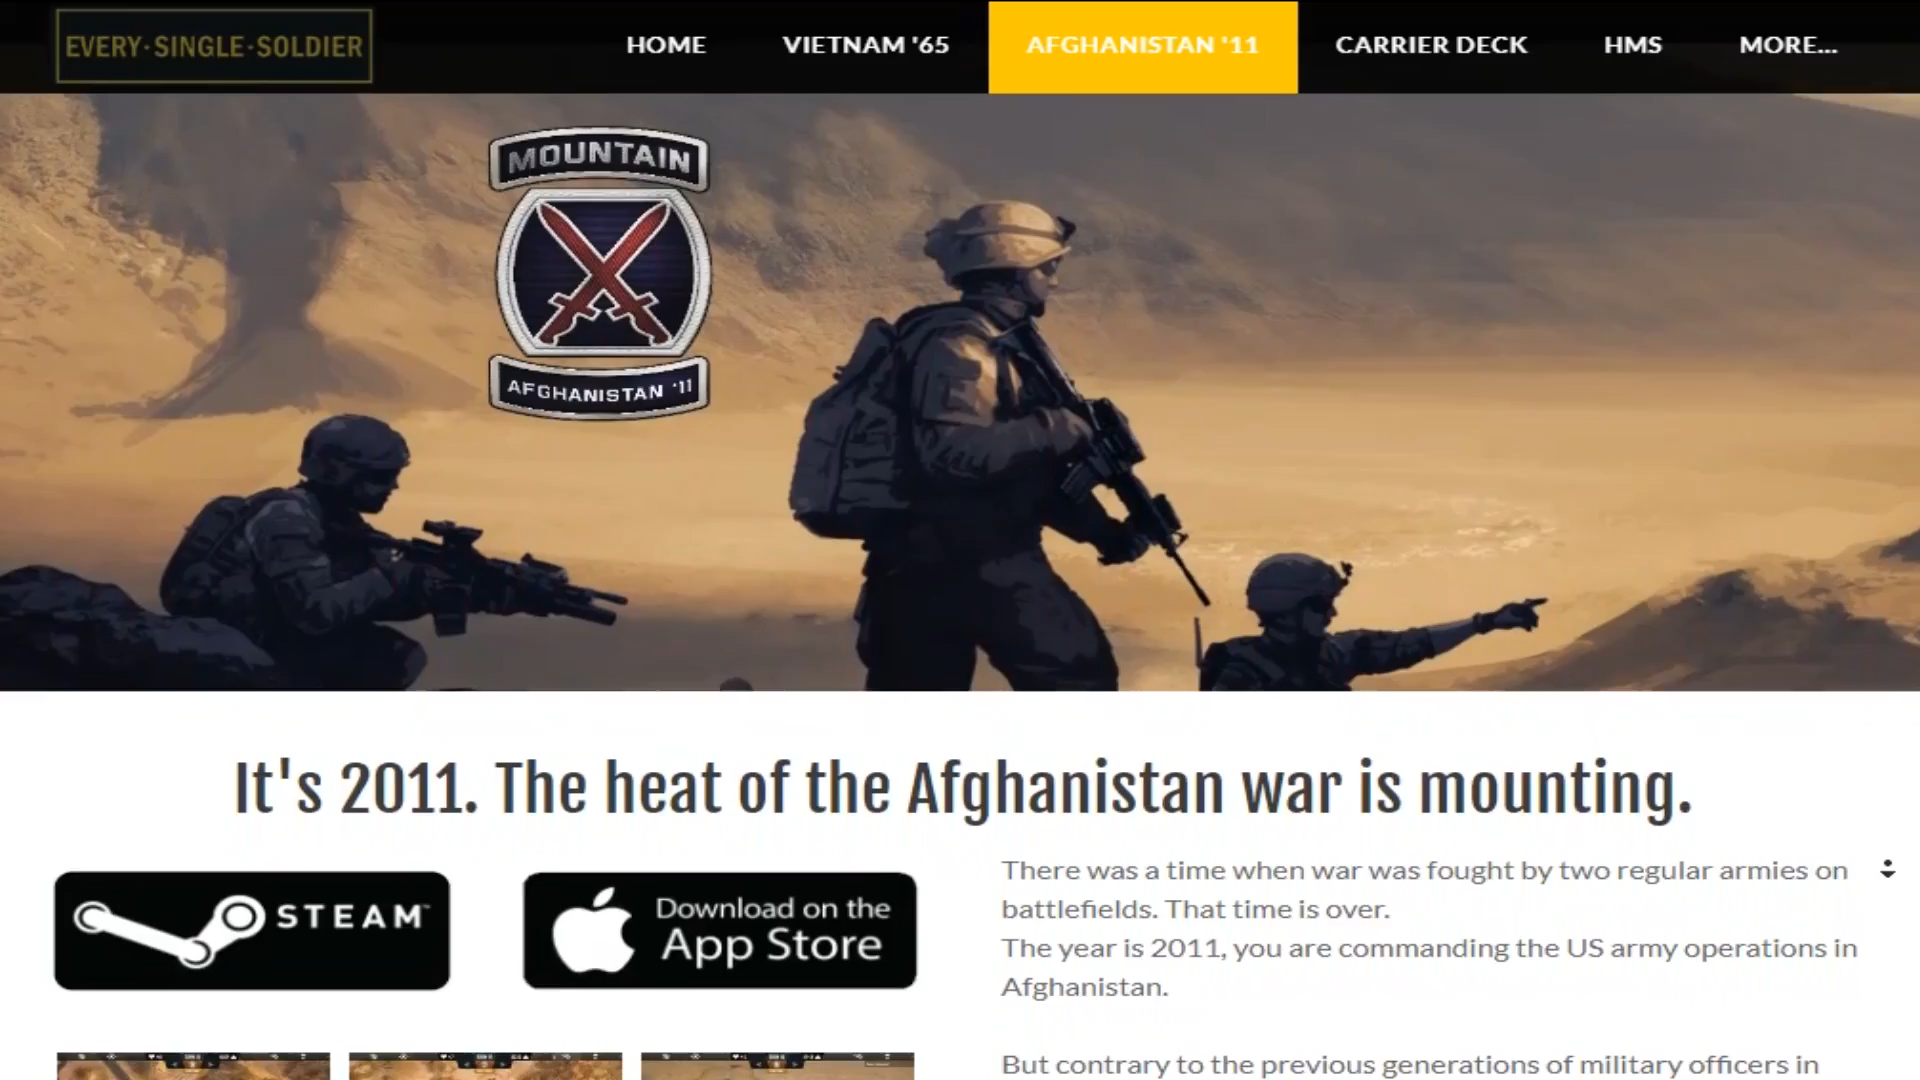 EVERY·SINGLE·SOLDIER
HOME
VIETNAM '65
AFGHANISTAN '11
CARRIER DECK
HMS
MORE...
MOUNTAIN
AFGHANISTAN '11
It's 2011. The heat of the Afghanistan war is mounting.
STEAM™
Download on the
App Store
There was a time when war was fought by two regular armies on
battlefields. That time is over.
The year is 2011, you are commanding the US army operations in
Afghanistan.
But contrary to the previous generations of military officers in